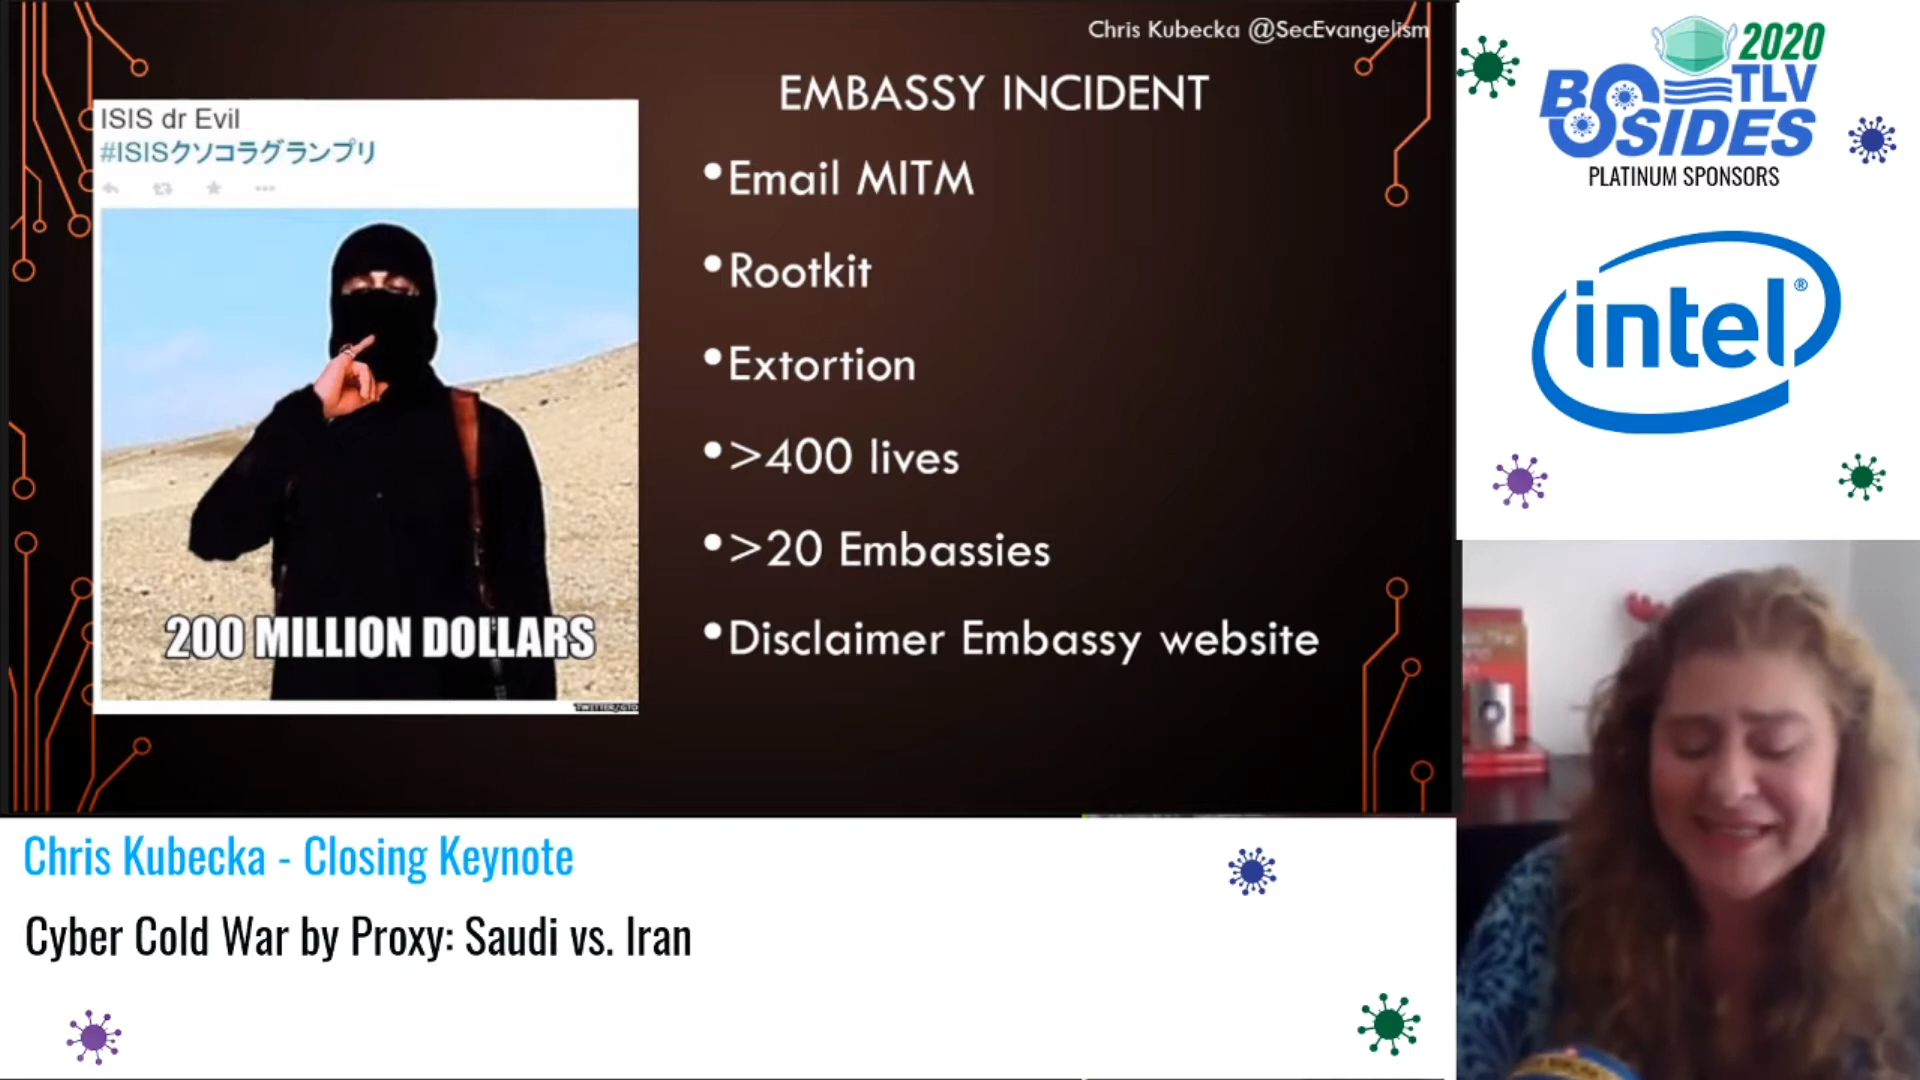 Chris Kubecka @SecEvangelism
EMBASSY INCIDENT
ISIS dr Evil
#ISISクソコラグランプリ
200 MILLION DOLLARS
TWITTER/GTO
•Email MITM
•Rootkit
•Extortion
•>400 lives
•>20 Embassies
•Disclaimer Embassy website
2020
BSIDES TLV
PLATINUM SPONSORS
intel®
Chris Kubecka - Closing Keynote
Cyber Cold War by Proxy: Saudi vs. Iran